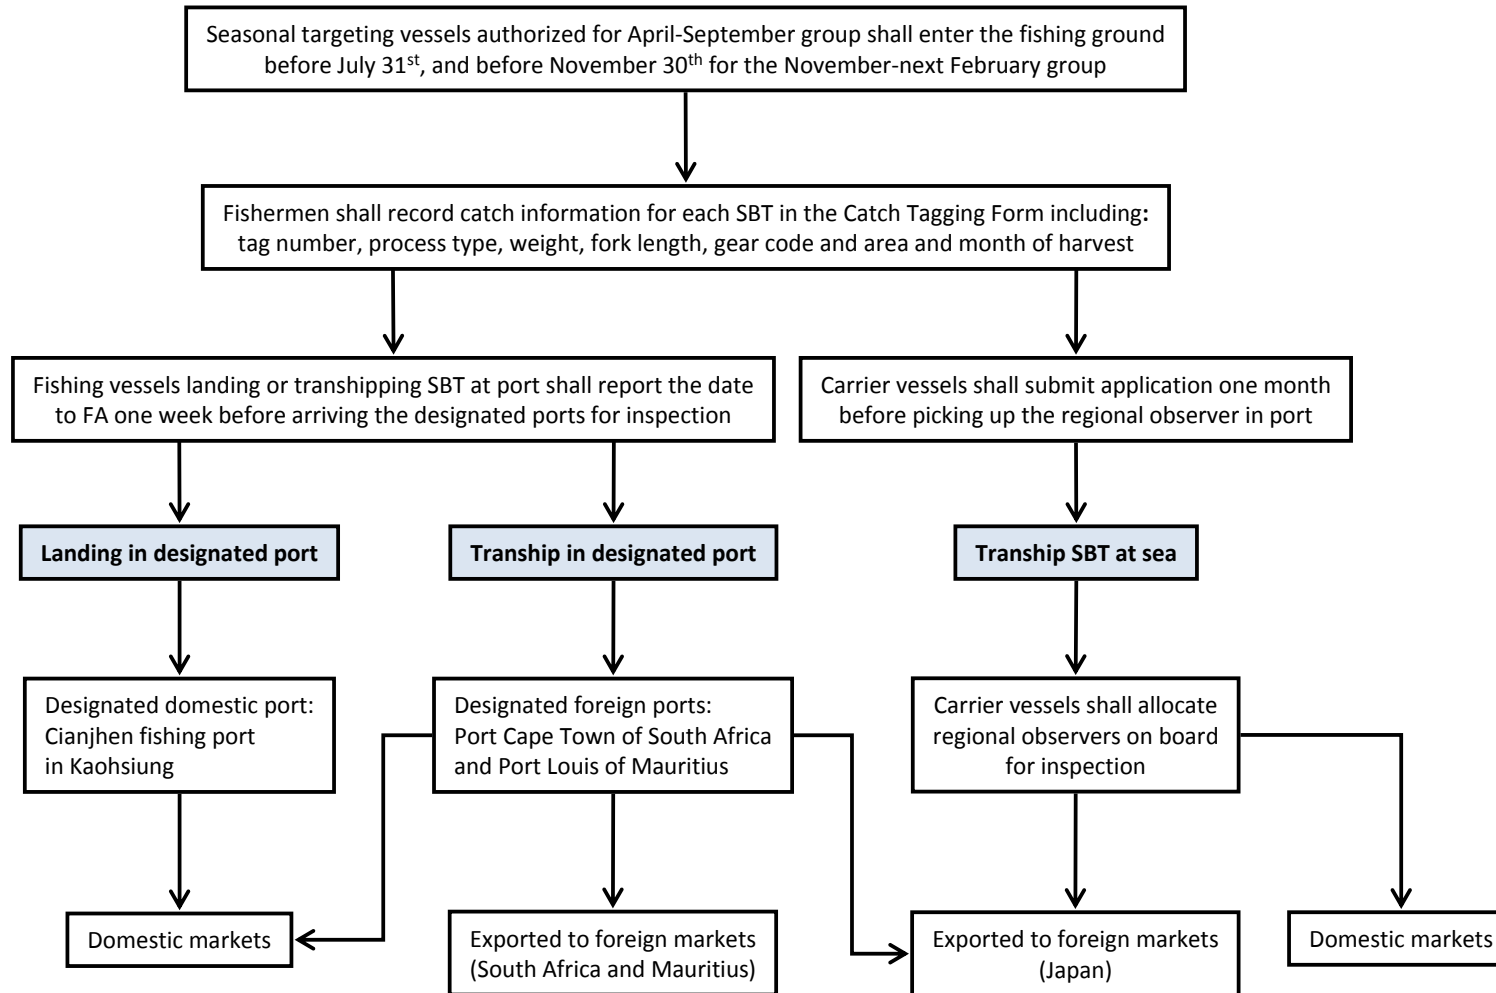 Seasonal targeting vessels authorized for April-September group shall enter the fishing ground
before July 31st, and before November 30th for the November-next February group
Fishermen shall record catch information for each SBT in the Catch Tagging Form including:
tag number, process type, weight, fork length, gear code and area and month of harvest
Fishing vessels landing or transhipping SBT at port shall report the date
to FA one week before arriving the designated ports for inspection
Carrier vessels shall submit application one month
before picking up the regional observer in port
Landing in designated port
Tranship in designated port
Tranship SBT at sea
Designated domestic port:
Cianjhen fishing port
in Kaohsiung
Designated foreign ports:
Port Cape Town of South Africa
and Port Louis of Mauritius
Carrier vessels shall allocate
regional observers on board
for inspection
Domestic markets
Exported to foreign markets
(South Africa and Mauritius)
Exported to foreign markets
(Japan)
Domestic markets